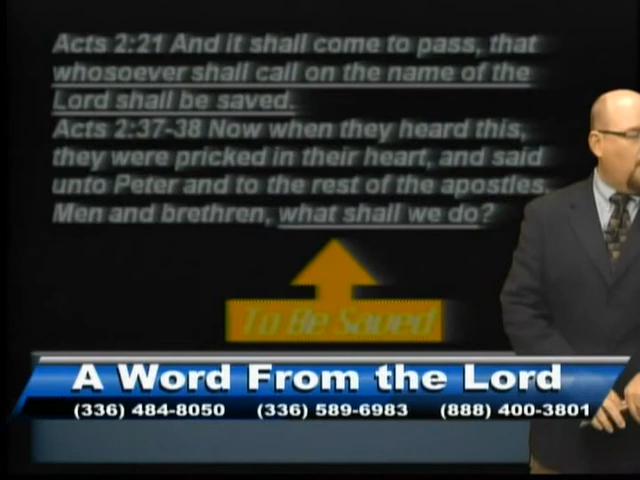 Acts 2:21 And it shall come to pass, that
whosoever shall call on the name of the
Lord shall be saved.
Acts 2:37-38 Now when they heard this,
they were pricked in their heart, and said
unto Peter and to the rest of the apostles,
Men and brethren, what shall we do?
To Be Saved
A Word From the Lord
(336) 484-8050 (336) 589-6983 (888) 400-3801